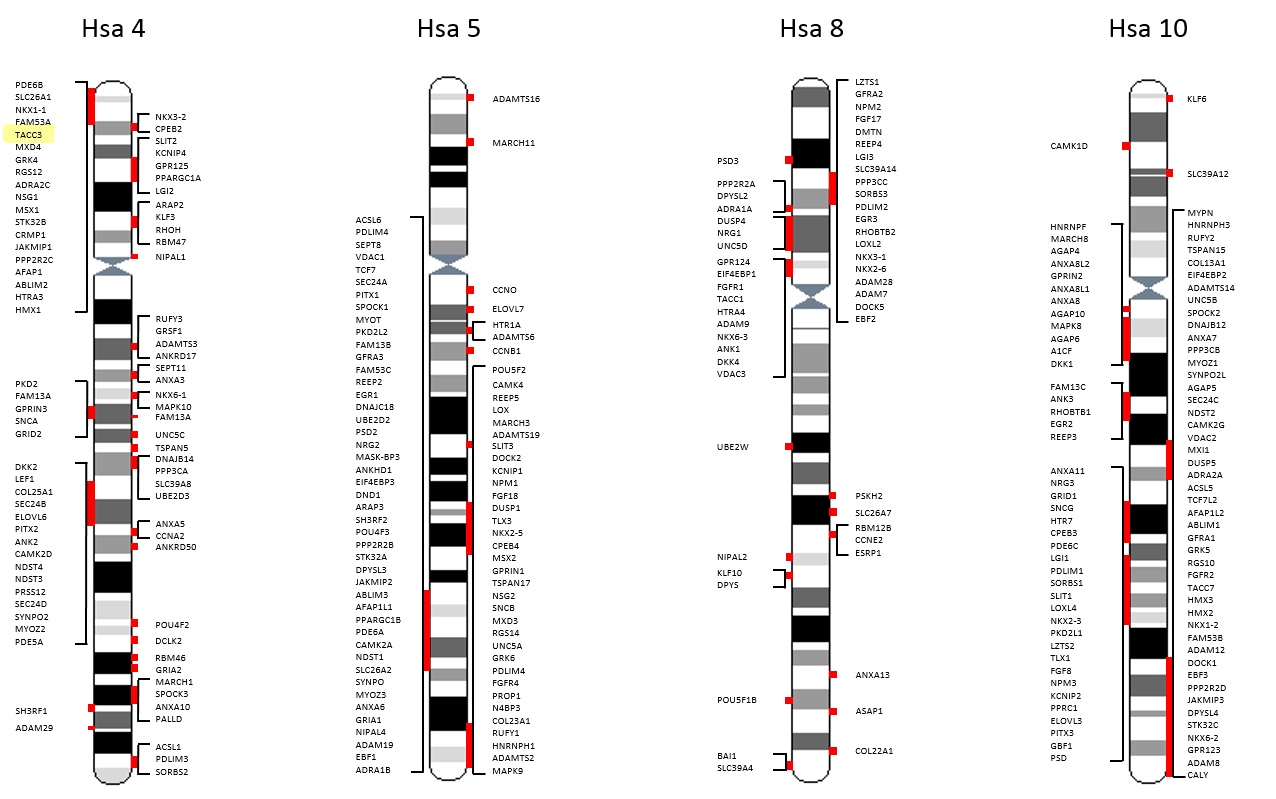 Hsa 4
PDE6B
SLC26A1
NKX1-1
FAM53A
TACC3
MXD4
GRK4
RGS12
ADRA2C
NSG1
MSX1
STK32B
CRMP1
JAKMIP1
PPP2R2C
AFAP1
ABLIM2
HTRA3
HMX1
PKD2
FAM13A
GPRIN3
SNCA
GRID2
DKK2
LEF1
COL25A1
SEC24B
ELOVL6
PITX2
ANK2
CAMK2D
NDST4
NDST3
PRSS12
SEC24D
SYNPO2
MYOZ2
PDE5A
SH3RF1
ADAM29
NKX3-2
CPEB2
SLIT2
KCNIP4
GPR125
PPARGC1A
LGI2
ARAP2
KLF3
RHOH
RBM47
NIPAL1
RUFY3
GRSF1
ADAMTS3
ANKRD17
SEPT11
ANXA3
NKX6-1
MAPK10
FAM13A
UNC5C
TSPAN5
DNAJB14
PPP3CA
SLC39A8
UBE2D3
ANXA5
CCNA2
ANKRD50
POU4F2
DCLK2
RBM46
GRIA2
MARCH1
SPOCK3
ANXA10
PALLD
ACSL1
PDLIM3
SORBS2
Hsa 5
ACSL6
PDLIM4
SEPT8
VDAC1
TCF7
SEC24A
PITX1
SPOCK1
MYOT
PKD2L2
FAM13B
GFRA3
FAM53C
REEP2
EGR1
DNAJC18
UBE2D2
PSD2
NRG2
MASK-BP3
ANKHD1
EIF4EBP3
DND1
ARAP3
SH3RF2
POU4F3
PPP2R2B
STK32A
DPYSL3
JAKMIP2
ABLIM3
AFAP1L1
PPARGC1B
PDE6A
CAMK2A
NDST1
SLC26A2
SYNPO
MYOZ3
ANXA6
GRIA1
NIPAL4
ADAM19
EBF1
ADRA1B
ADAMTS16
MARCH11
CCNO
ELOVL7
HTR1A
ADAMTS6
CCNB1
POU5F2
CAMK4
REEP5
LOX
MARCH3
ADAMTS19
SLIT3
DOCK2
KCNIP1
NPM1
FGF18
DUSP1
TLX3
NKX2-5
CPEB4
MSX2
GPRIN1
TSPAN17
NSG2
SNCB
MXD3
RGS14
UNC5A
GRK6
PDLIM4
FGFR4
PROP1
N4BP3
COL23A1
RUFY1
HNRNPH1
ADAMTS2
MAPK9
Hsa 8
PSD3
PPP2R2A
DPYSL2
ADRA1A
DUSP4
NRG1
UNC5D
GPR124
EIF4EBP1
FGFR1
TACC1
HTRA4
ADAM9
NKX6-3
ANK1
DKK4
VDAC3
UBE2W
NIPAL2
KLF10
DPYS
POU5F1B
BAI1
SLC39A4
LZTS1
GFRA2
NPM2
FGF17
DMTN
REEP4
LGI3
SLC39A14
PPP3CC
SORBS3
PDLIM2
EGR3
RHOBTB2
LOXL2
NKX3-1
NKX2-6
ADAM28
ADAM7
DOCK5
EBF2
PSKH2
SLC26A7
RBM12B
CCNE2
ESRP1
ANXA13
ASAP1
COL22A1
Hsa 10
CAMK1D
HNRNPF
MARCH8
AGAP4
ANXA8L2
GPRIN2
ANXA8L1
ANXA8
AGAP10
MAPK8
AGAP6
A1CF
DKK1
FAM13C
ANK3
RHOBTB1
EGR2
REEP3
ANXA11
NRG3
GRID1
SNCG
HTR7
CPEB3
PDE6C
LGI1
PDLIM1
SORBS1
SLIT1
LOXL4
NKX2-3
PKD2L1
LZTS2
TLX1
FGF8
NPM3
KCNIP2
PPRC1
ELOVL3
PITX3
GBF1
PSD
KLF6
SLC39A12
MYPN
HNRNPH3
RUFY2
TSPAN15
COL13A1
EIF4EBP2
ADAMTS14
UNC5B
SPOCK2
DNAJB12
ANXA7
PPP3CB
MYOZ1
SYNPO2L
AGAP5
SEC24C
NDST2
CAMK2G
VDAC2
MXI1
DUSP5
ADRA2A
ACSL5
TCF7L2
AFAP1L2
ABLIM1
GFRA1
GRK5
RGS10
FGFR2
TACC7
HMX3
HMX2
NKX1-2
FAM53B
ADAM12
DOCK1
EBF3
PPP2R2D
JAKMIP3
DPYSL4
STK32C
NKX6-2
GPR123
ADAM8
CALY